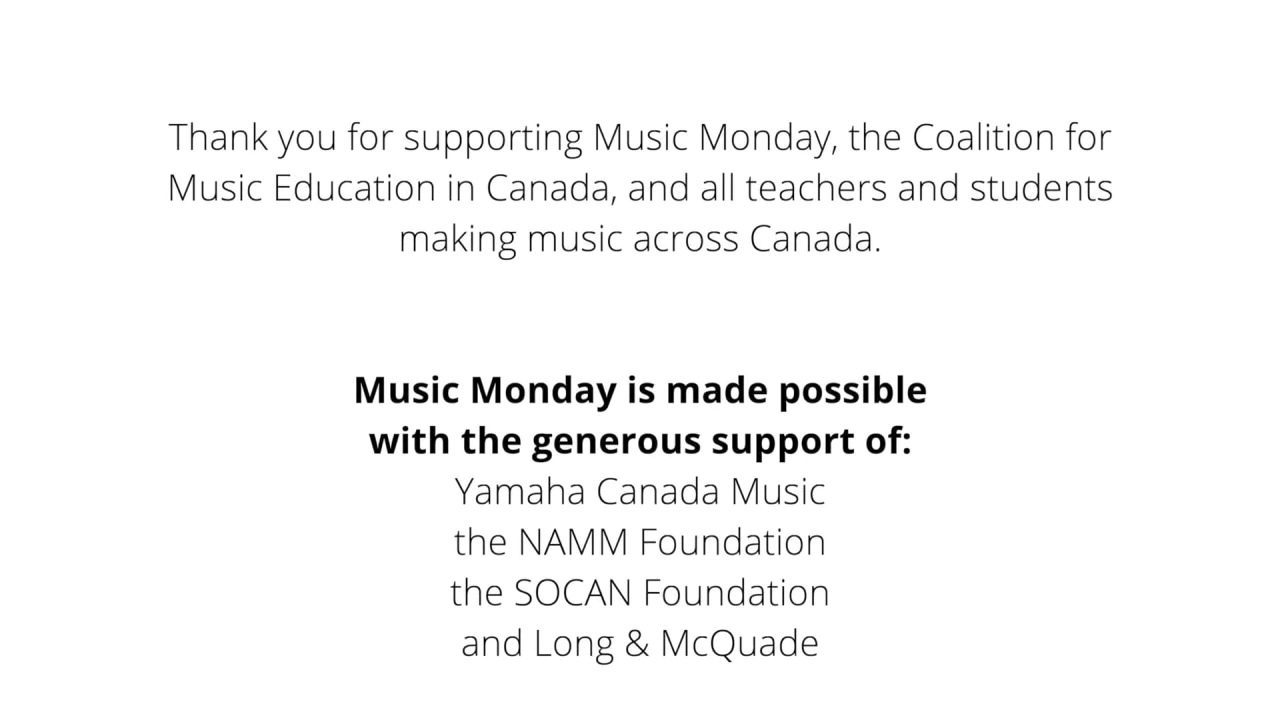 Thank you for supporting Music Monday, the Coalition for
Music Education in Canada, and all teachers and students
making music across Canada.
Music Monday is made possible
with the generous support of:
Yamaha Canada Music
the NAMM Foundation
the SOCAN Foundation
and Long & McQuade